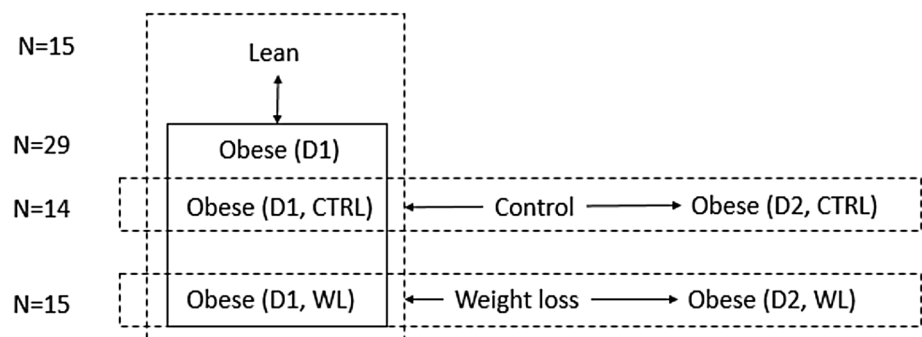 N=15
Lean
N=29
Obese (D1)
N=14
Obese (D1, CTRL)
Control
Obese (D2, CTRL)
N=15
Obese (D1, WL)
Weight loss
Obese (D2, WL)